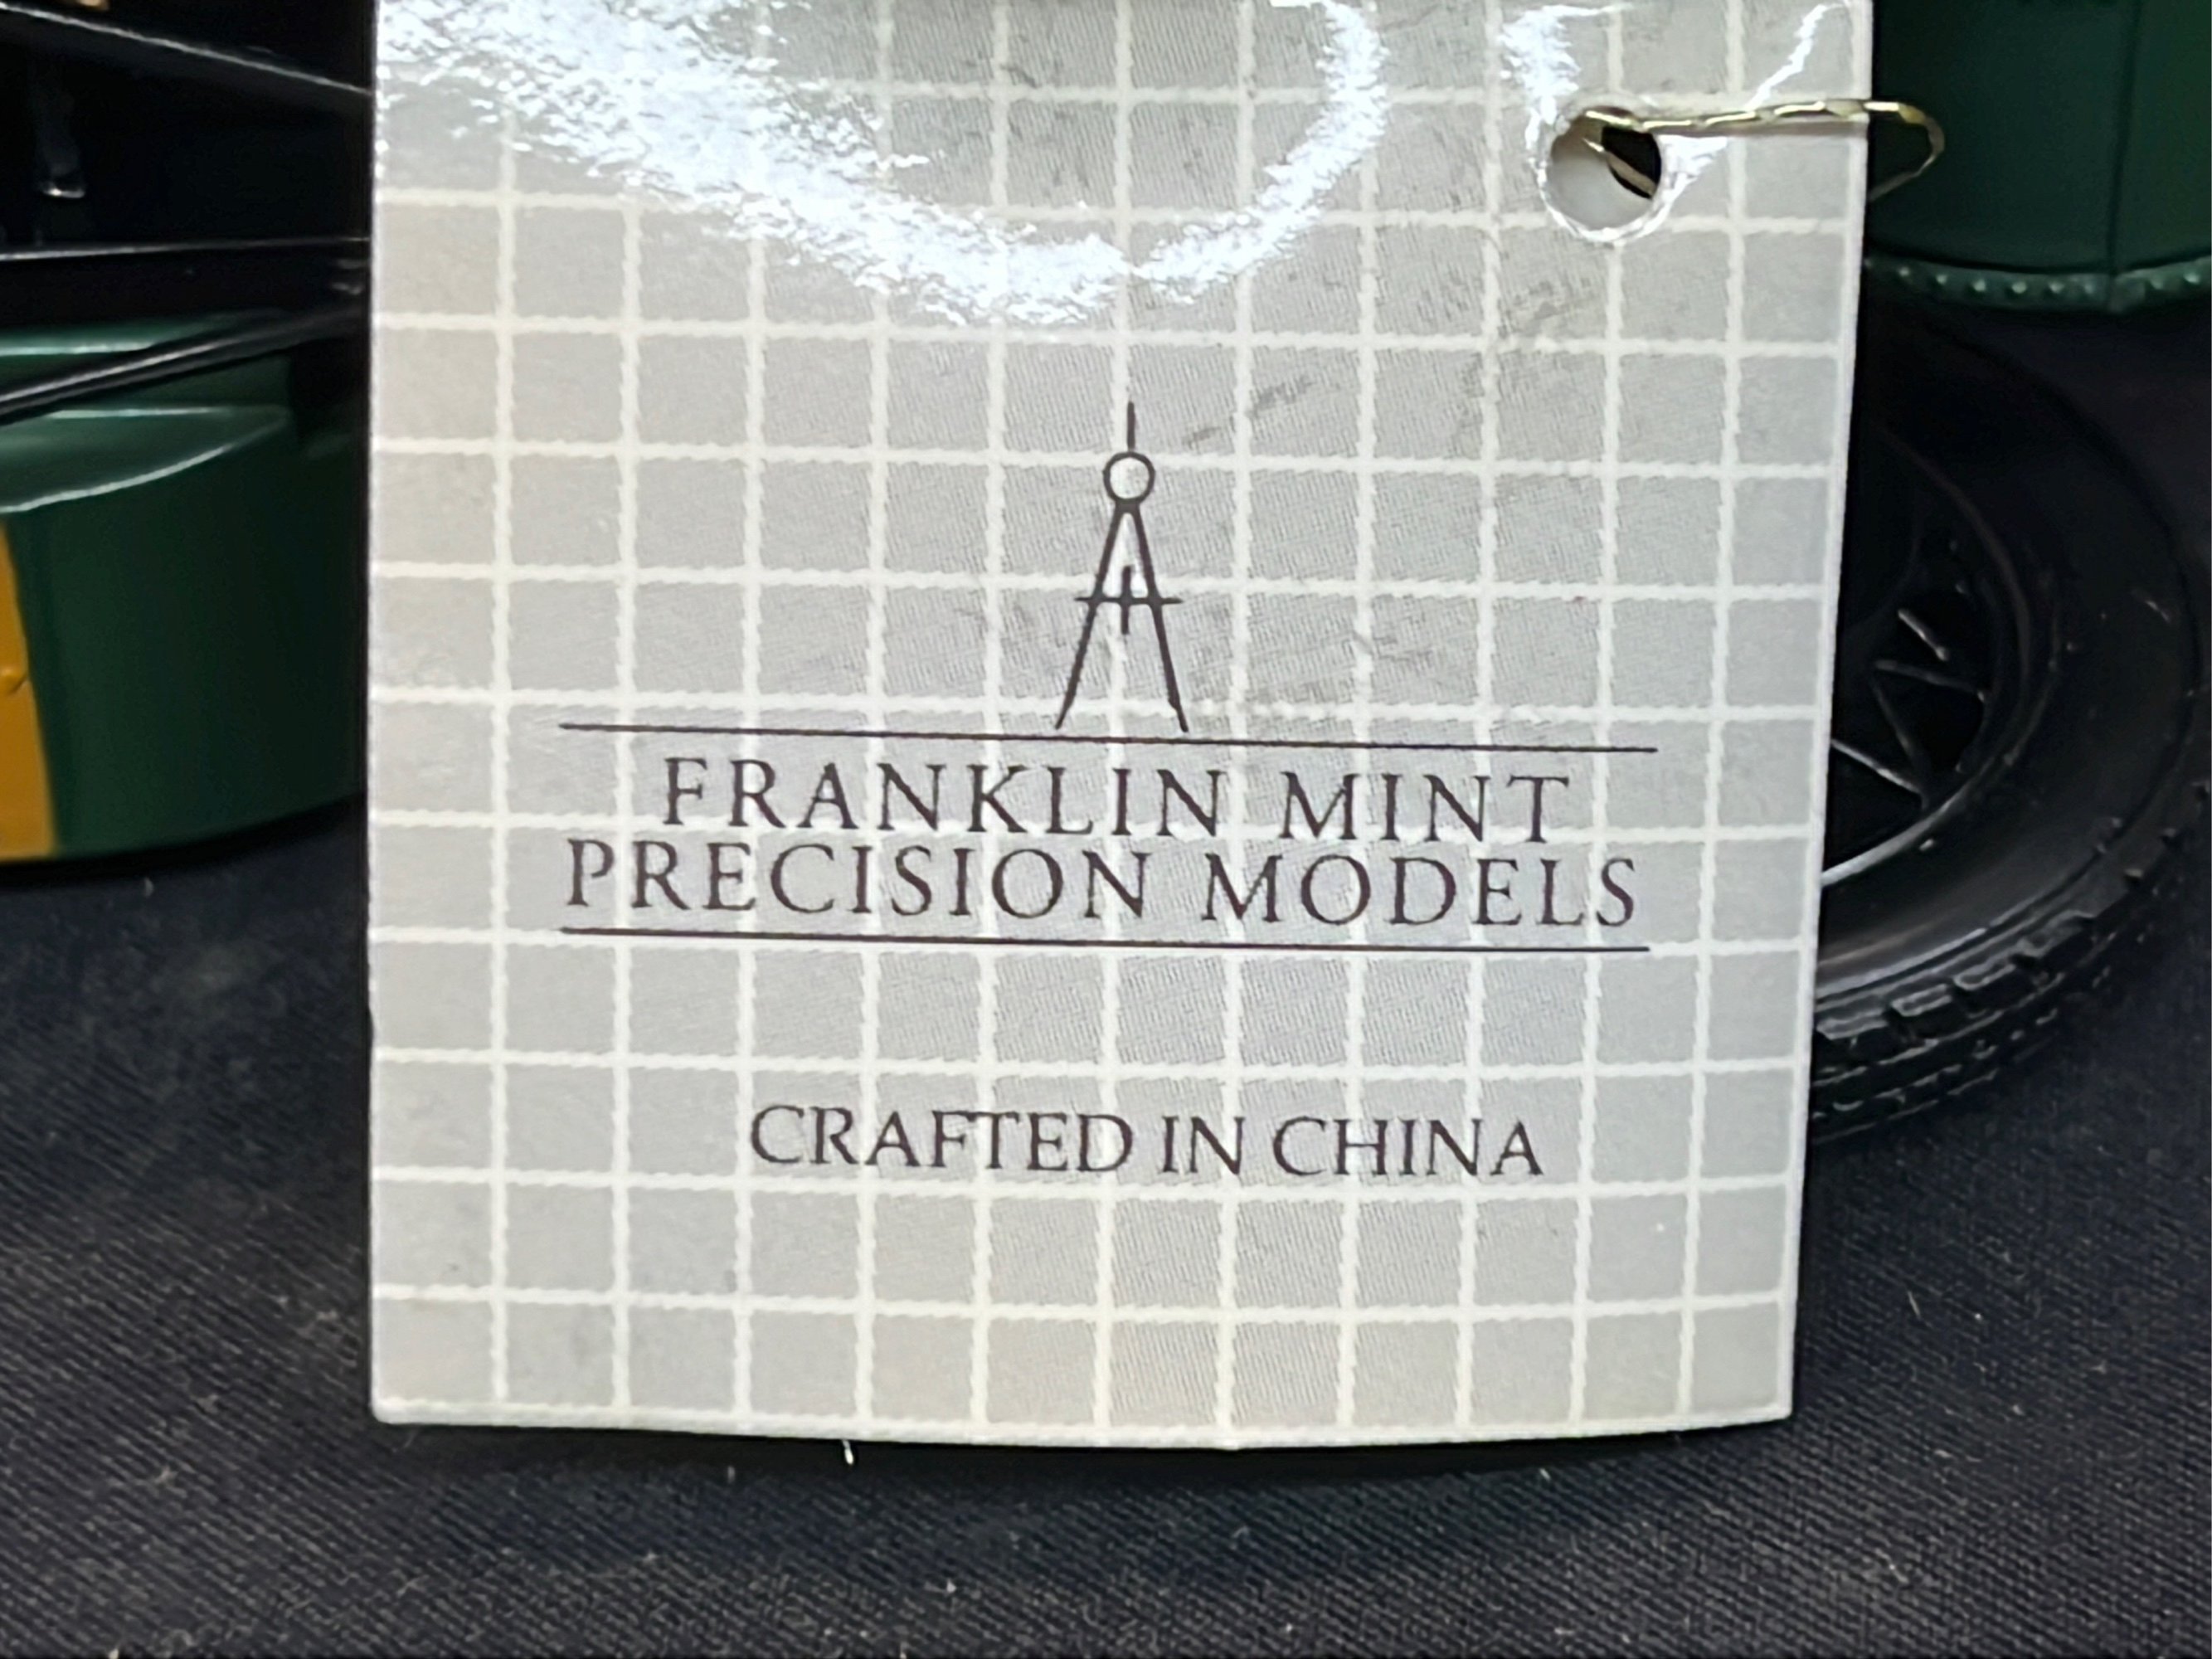 FRANKLIN MINT
PRECISION MODELS
CRAFTED IN CHINA